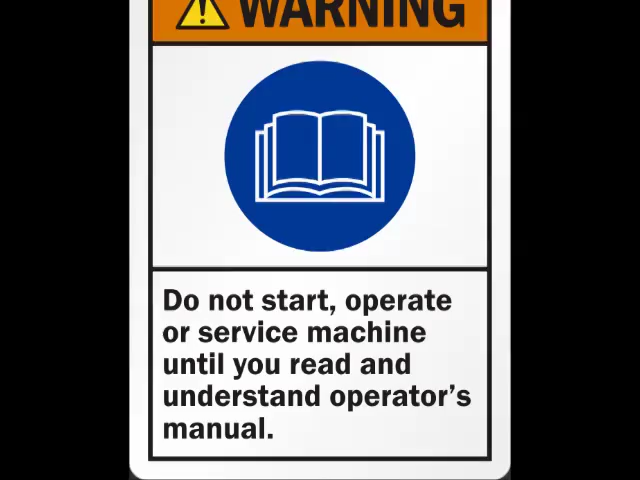 WARNING
Do not start, operate
or service machine
until you read and
understand operator's
manual.